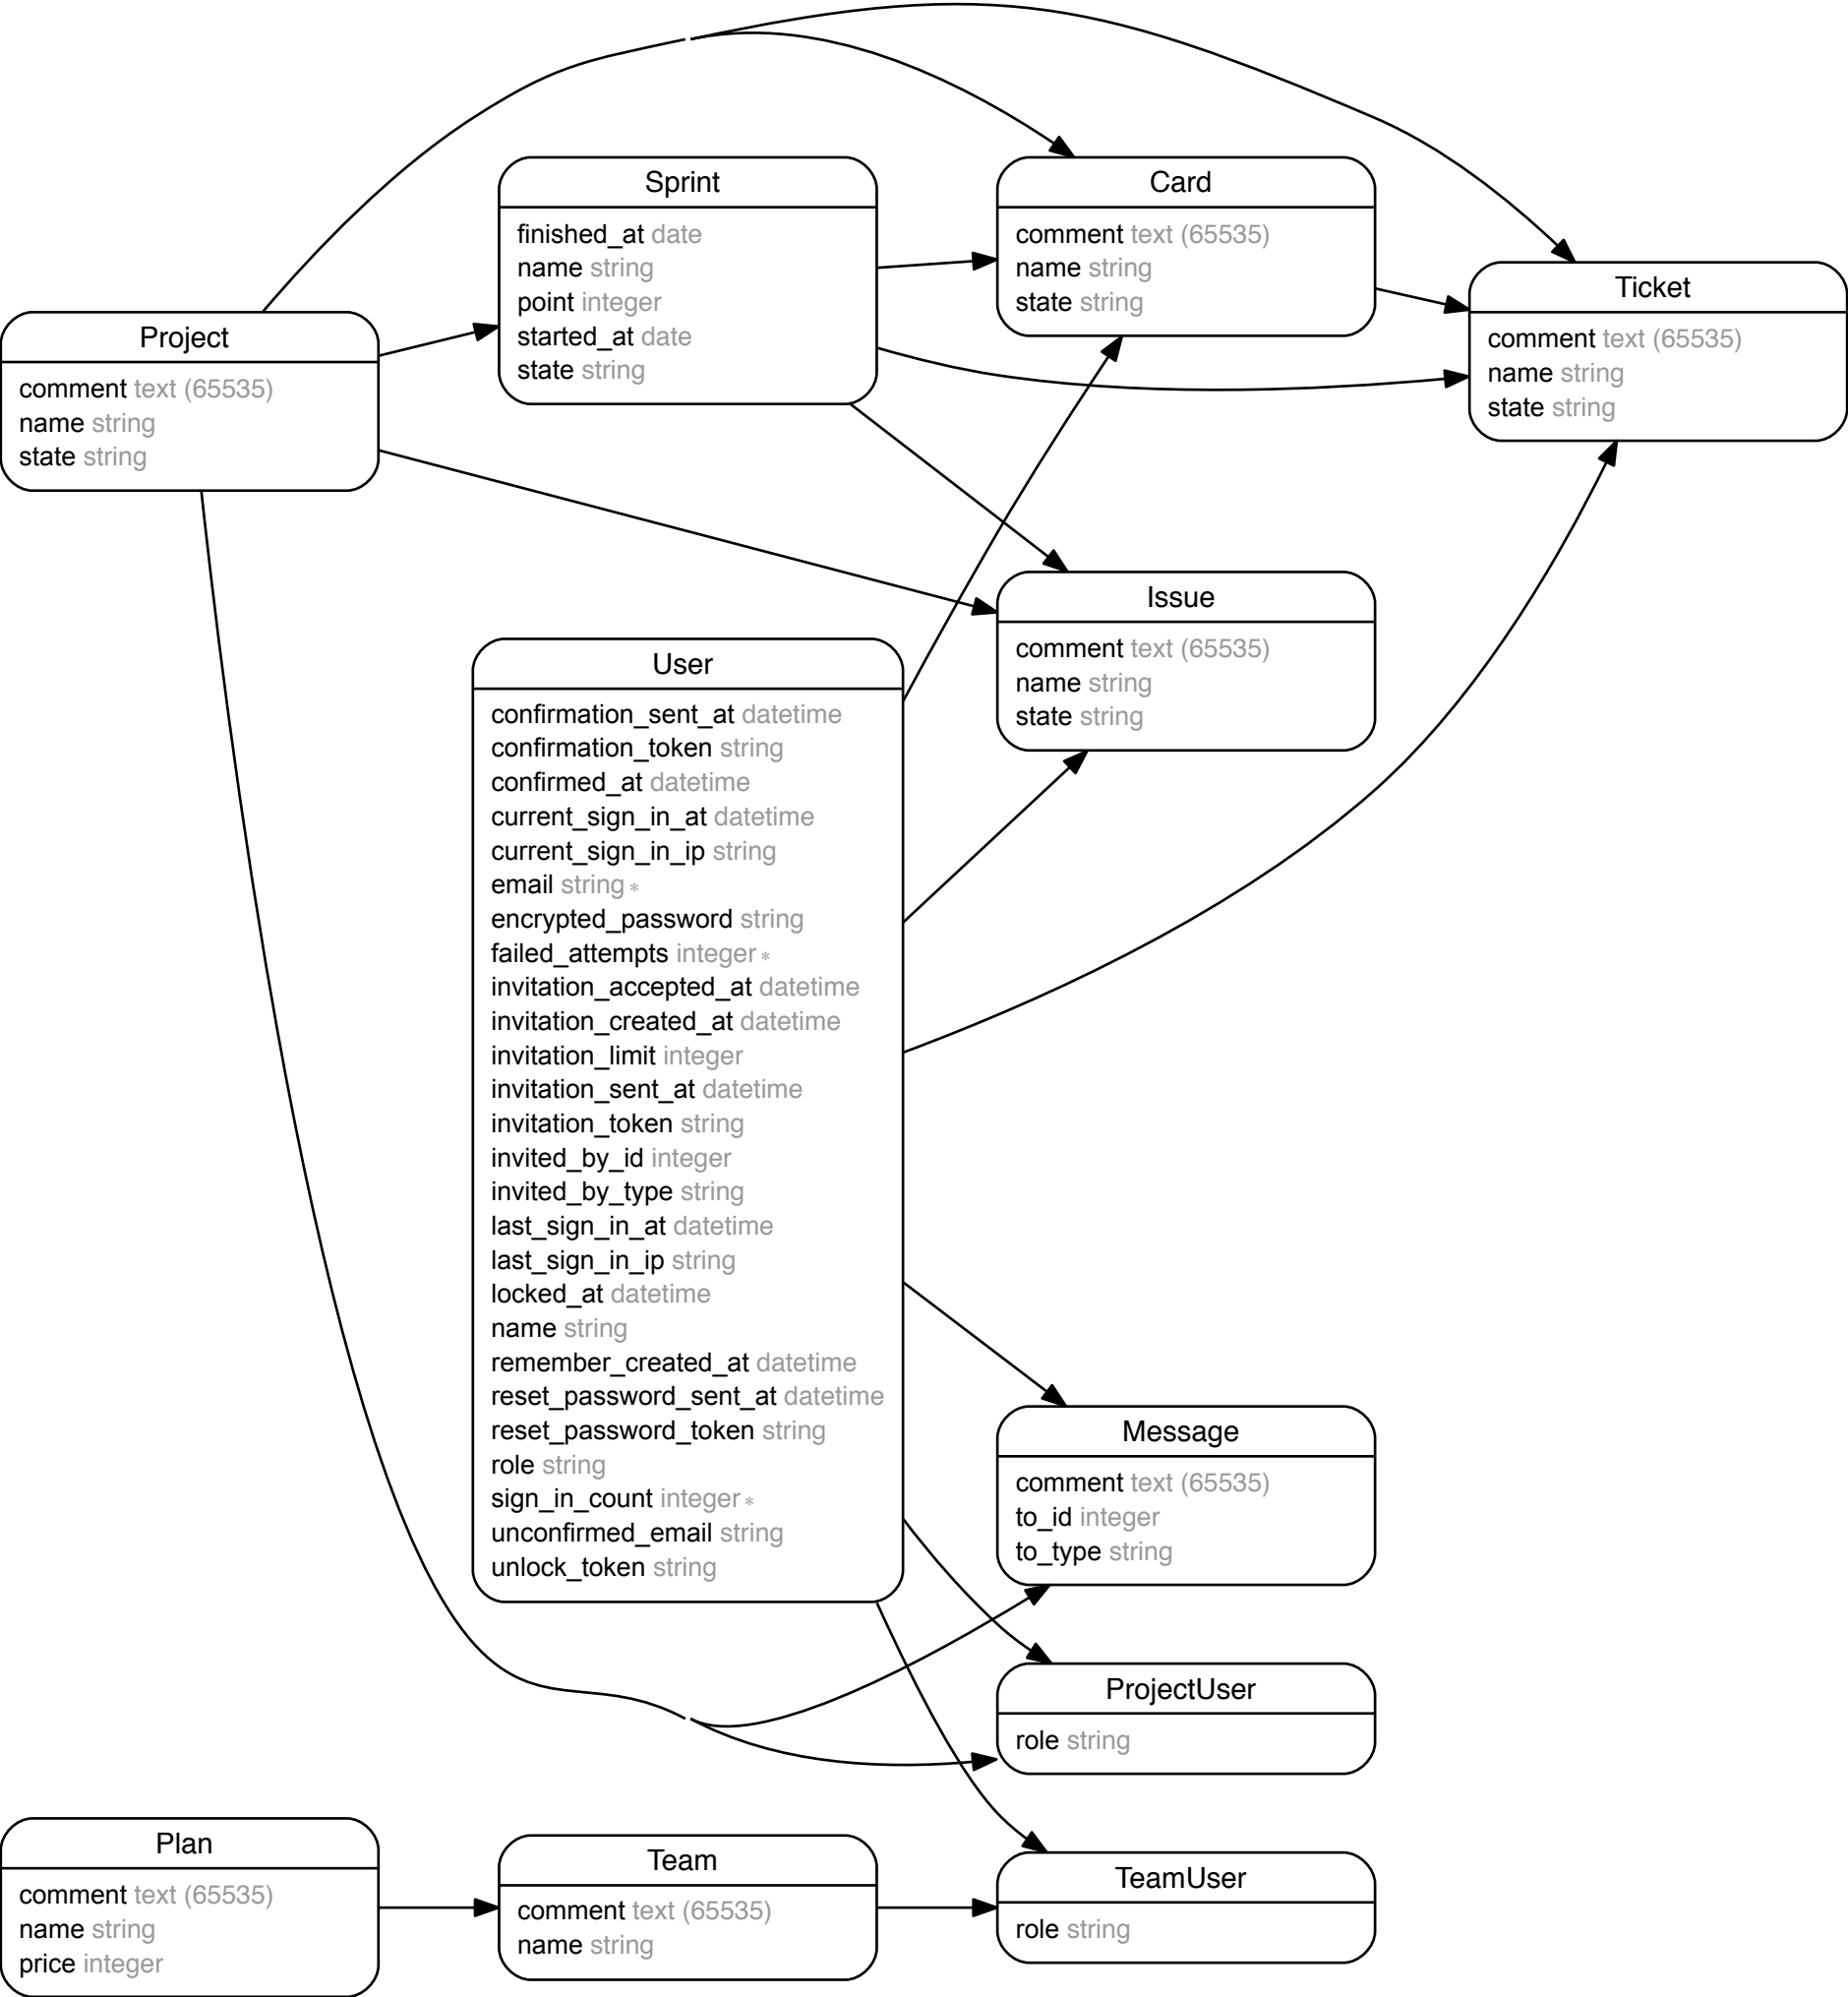 Sprint
finished_at date
name string
point integer
started_at date
state string
Card
comment text (65535)
name string
state string
Ticket
comment text (65535)
name string
state string
Project
comment text (65535)
name string
state string
Issue
comment text (65535)
name string
state string
User
confirmation_sent_at datetime
confirmation_token string
confirmed_at datetime
current_sign_in_at datetime
current_sign_in_ip string
email string *
encrypted_password string
failed_attempts integer *
invitation_accepted_at datetime
invitation_created_at datetime
invitation_limit integer
invitation_sent_at datetime
invitation_token string
invited_by_id integer
invited_by_type string
last_sign_in_at datetime
last_sign_in_ip string
locked_at datetime
name string
remember_created_at datetime
reset_password_sent_at datetime
reset_password_token string
role string
sign_in_count integer *
unconfirmed_email string
unlock_token string
Message
comment text (65535)
to_id integer
to_type string
ProjectUser
role string
Plan
comment text (65535)
name string
price integer
Team
comment text (65535)
name string
TeamUser
role string